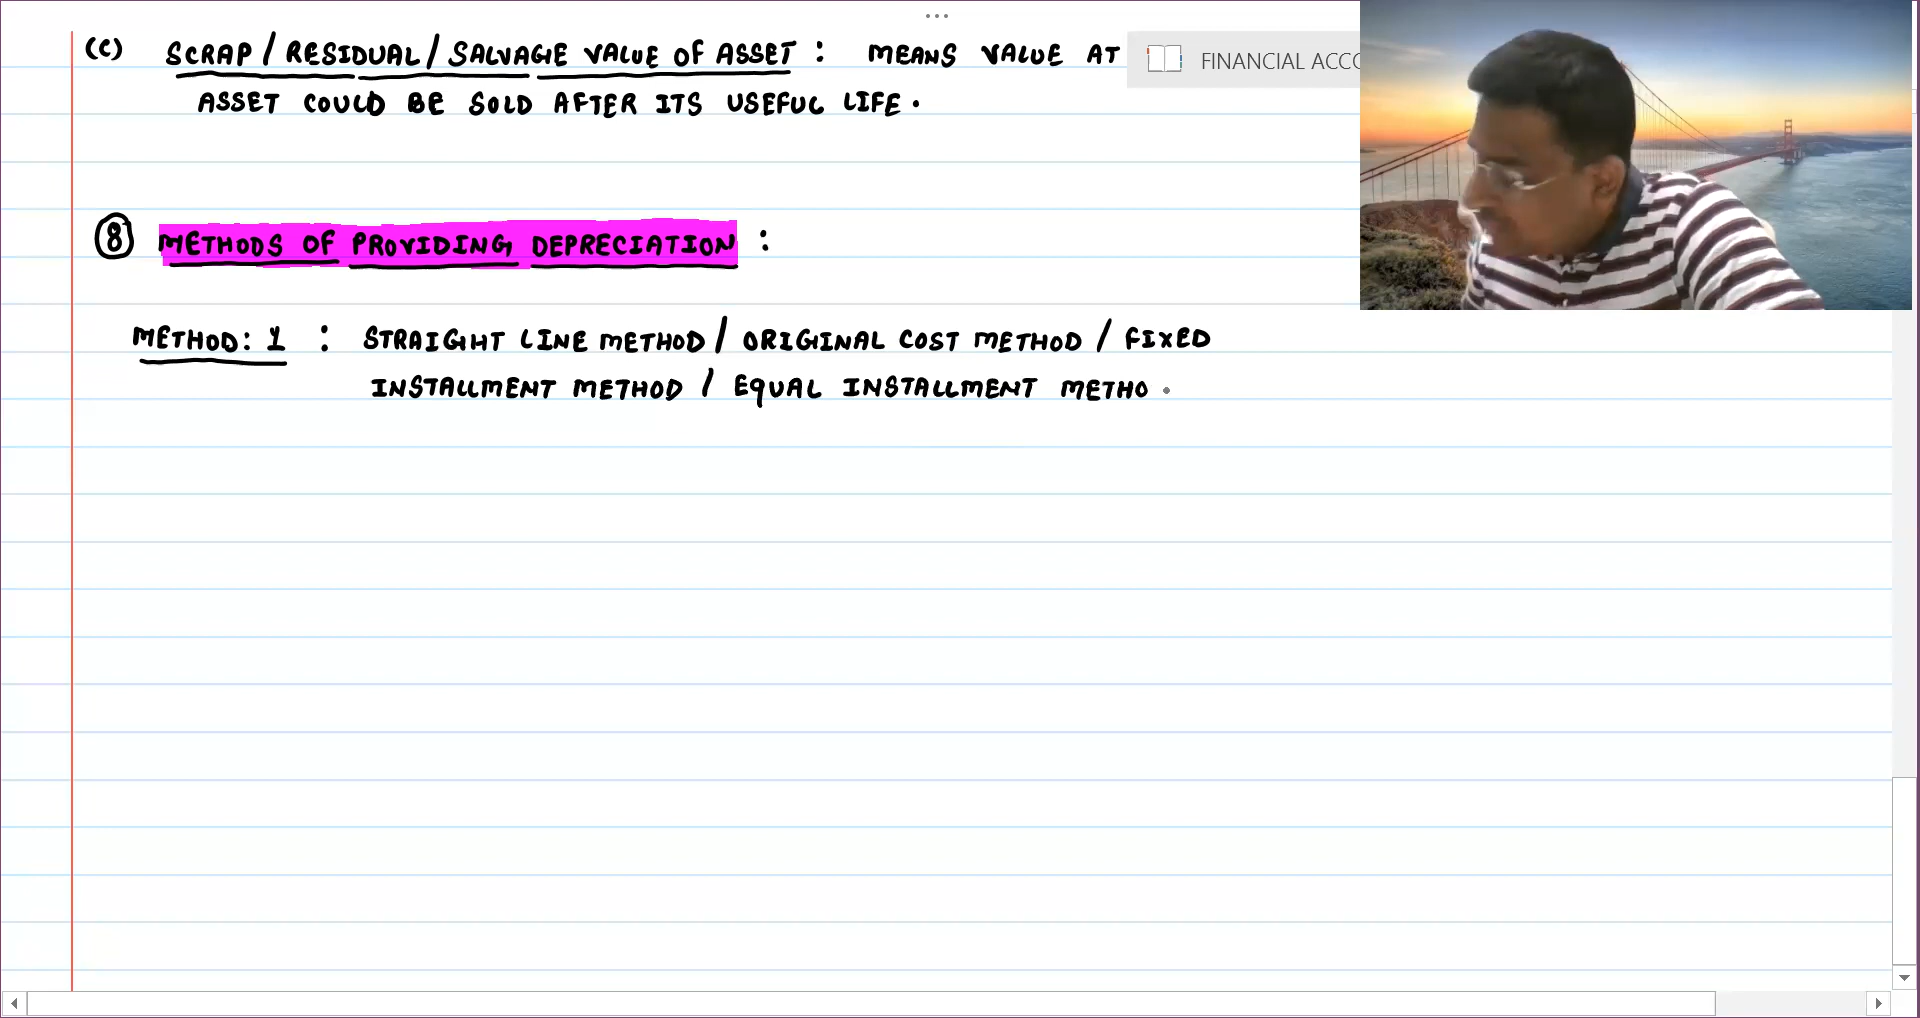 (C) SCRAP / RESIDUAL / SALVAGE VALUE OF ASSET : MEANS VALUE AT
FINANCIAL ACCO
ASSET COULD BE SOLD AFTER ITS USEFUL LIFE.
8 METHODS OF PROVIDING DEPRECIATION :
METHOD: 1 : STRAIGHT LINE METHOD / ORIGINAL COST METHOD / FIXED
INSTALLMENT METHOD / EQUAL INSTALLMENT METHO